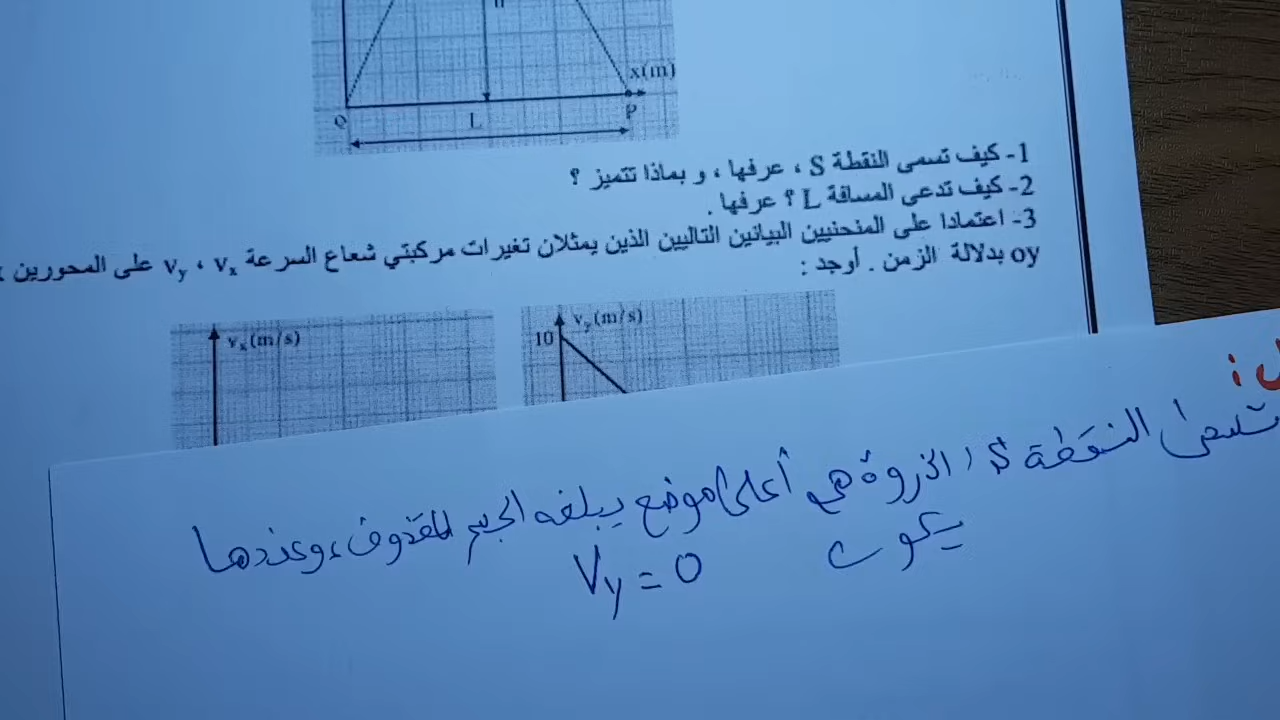 x(m)
O L P
1- كيف تسمى النقطة S ، عرفها ، و بماذا تتميز ؟
2- كيف تدعى المسافة L ؟ عرفها .
3- اعتمادا على المنحنيين البيانين التاليين الذين يمثلان تغيرات مركبتي شعاع السرعة vx ، vy على المحورين
oy بدلالة الزمن . أوجد :
vx(m/s)
vy(m/s)
10
تسمى النقطة S الذروة هي أعلى موضع يبلغه الجسم المقذوف، وعندها
يكون Vy = 0